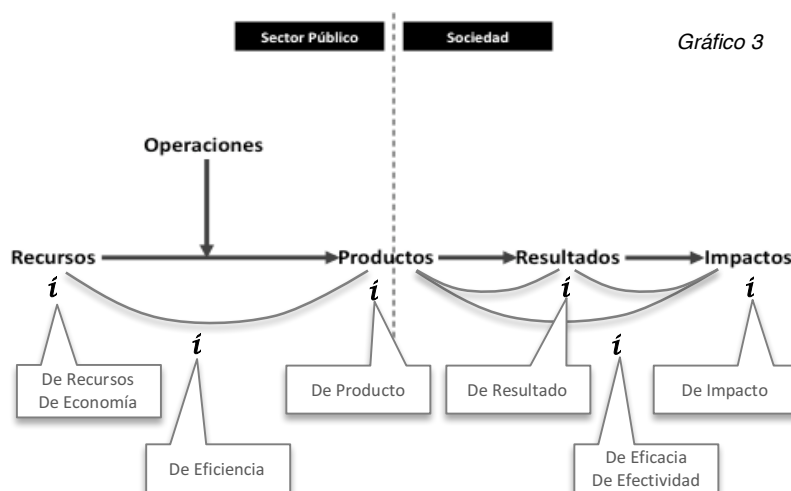 Sector Público
Sociedad
Gráfico 3
Operaciones
Recursos
Productos
Resultados
Impactos
i
i
i
i
i
i
De Recursos
De Economía
De Producto
De Resultado
De Impacto
De Eficiencia
De Eficacia
De Efectividad